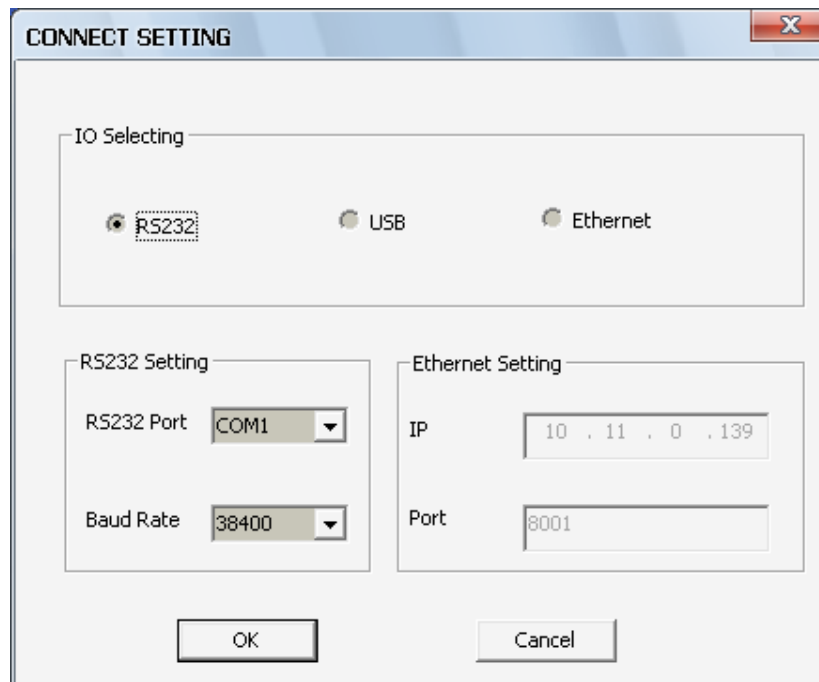 CONNECT SETTING
IO Selecting
RS232 USB Ethernet
RS232 Setting
RS232 Port COM1
Baud Rate 38400
Ethernet Setting
IP 10 . 11 . 0 . 139
Port 8001
OK Cancel